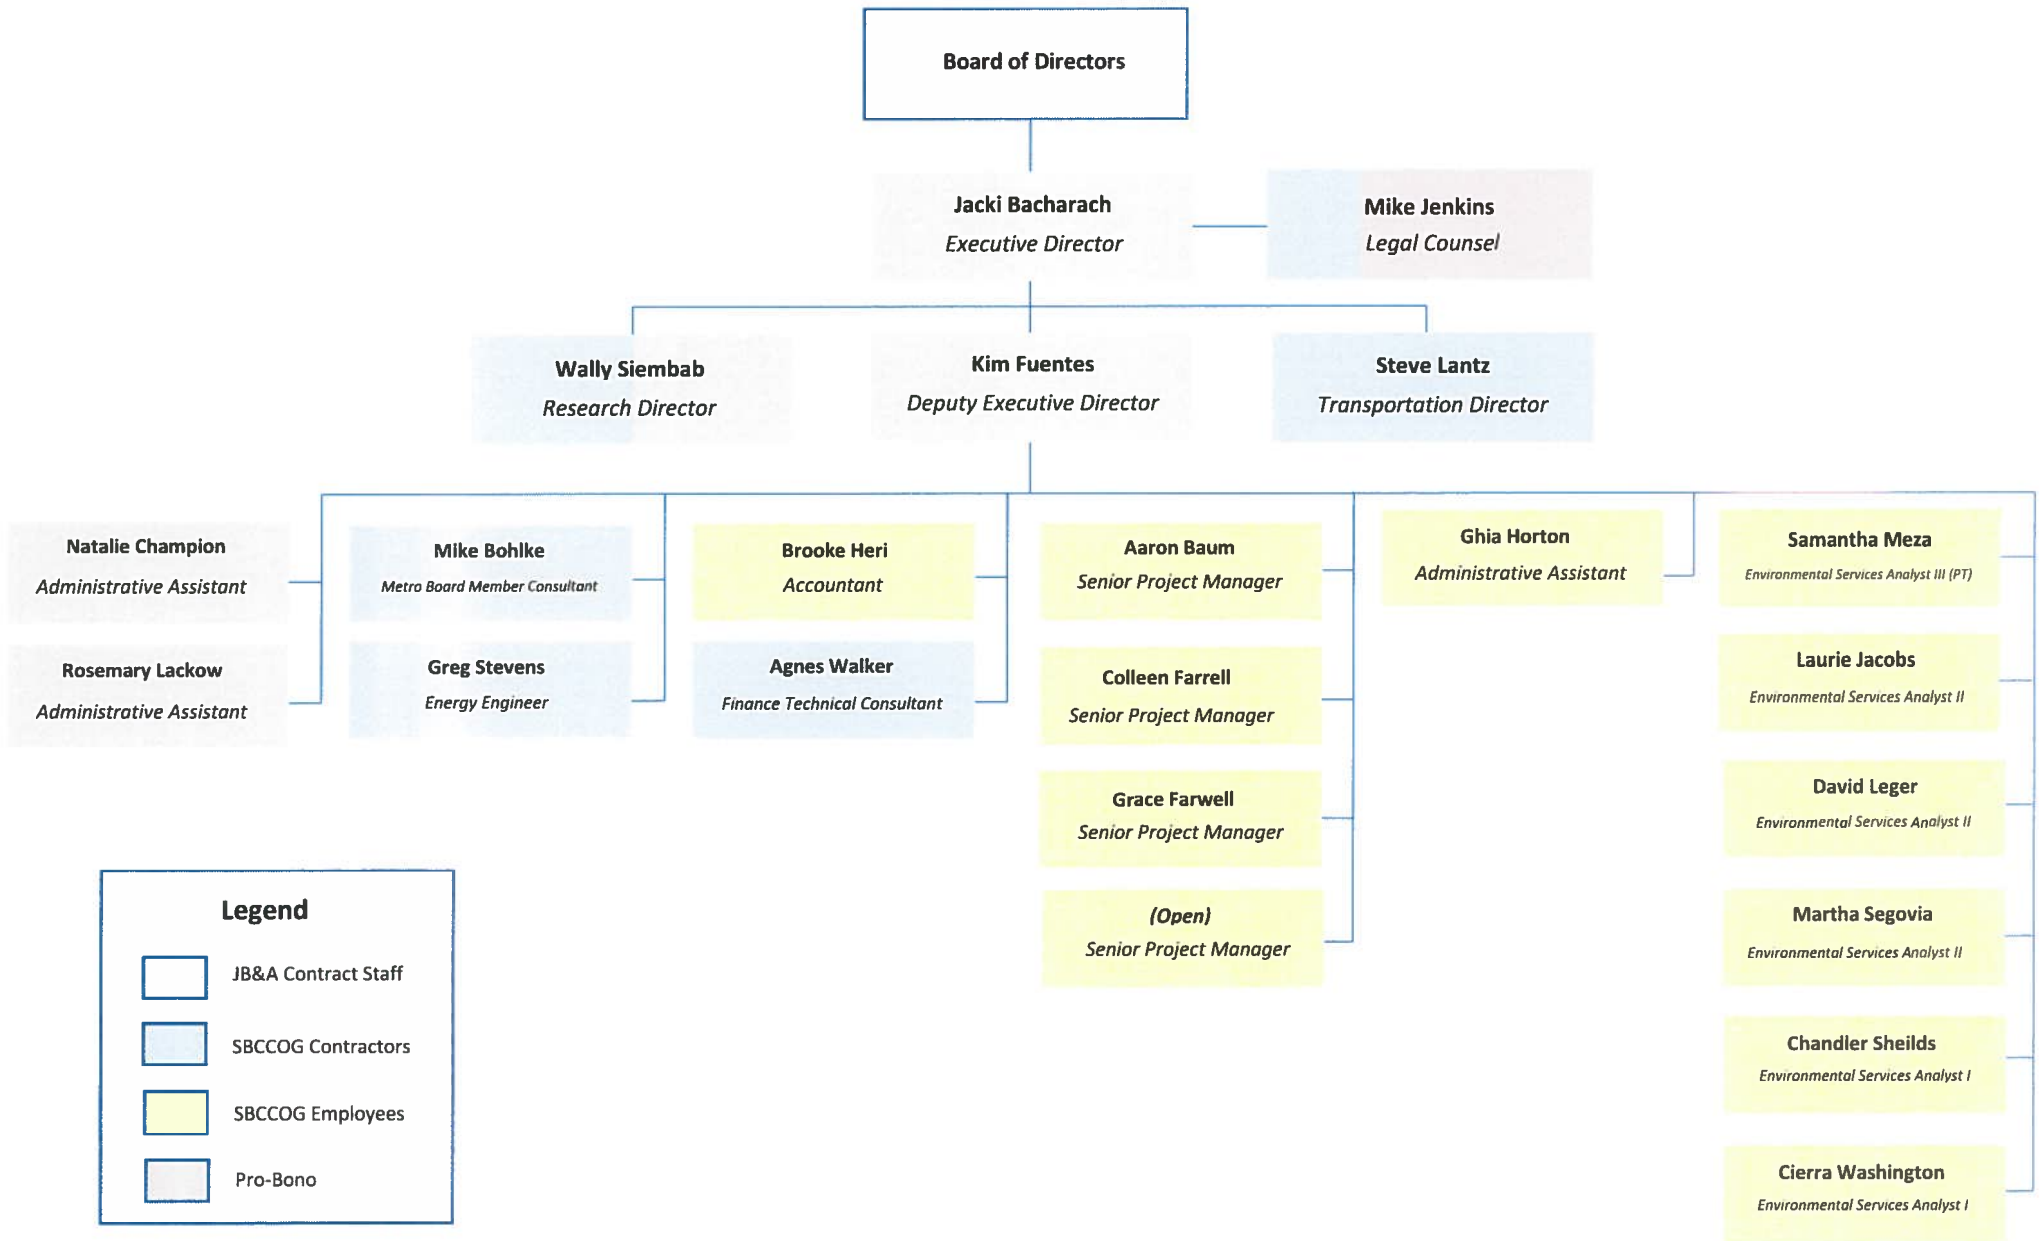 Board of Directors
Jacki Bacharach
Executive Director
Mike Jenkins
Legal Counsel
Wally Siembab
Research Director
Kim Fuentes
Deputy Executive Director
Steve Lantz
Transportation Director
Natalie Champion
Administrative Assistant
Rosemary Lackow
Administrative Assistant
Mike Bohlke
Metro Board Member Consultant
Greg Stevens
Energy Engineer
Brooke Heri
Accountant
Agnes Walker
Finance Technical Consultant
Aaron Baum
Senior Project Manager
Colleen Farrell
Senior Project Manager
Grace Farwell
Senior Project Manager
(Open)
Senior Project Manager
Ghia Horton
Administrative Assistant
Samantha Meza
Environmental Services Analyst III (PT)
Laurie Jacobs
Environmental Services Analyst II
David Leger
Environmental Services Analyst II
Martha Segovia
Environmental Services Analyst II
Chandler Sheilds
Environmental Services Analyst I
Cierra Washington
Environmental Services Analyst I
Legend
JB&A Contract Staff
SBCCOG Contractors
SBCCOG Employees
Pro-Bono